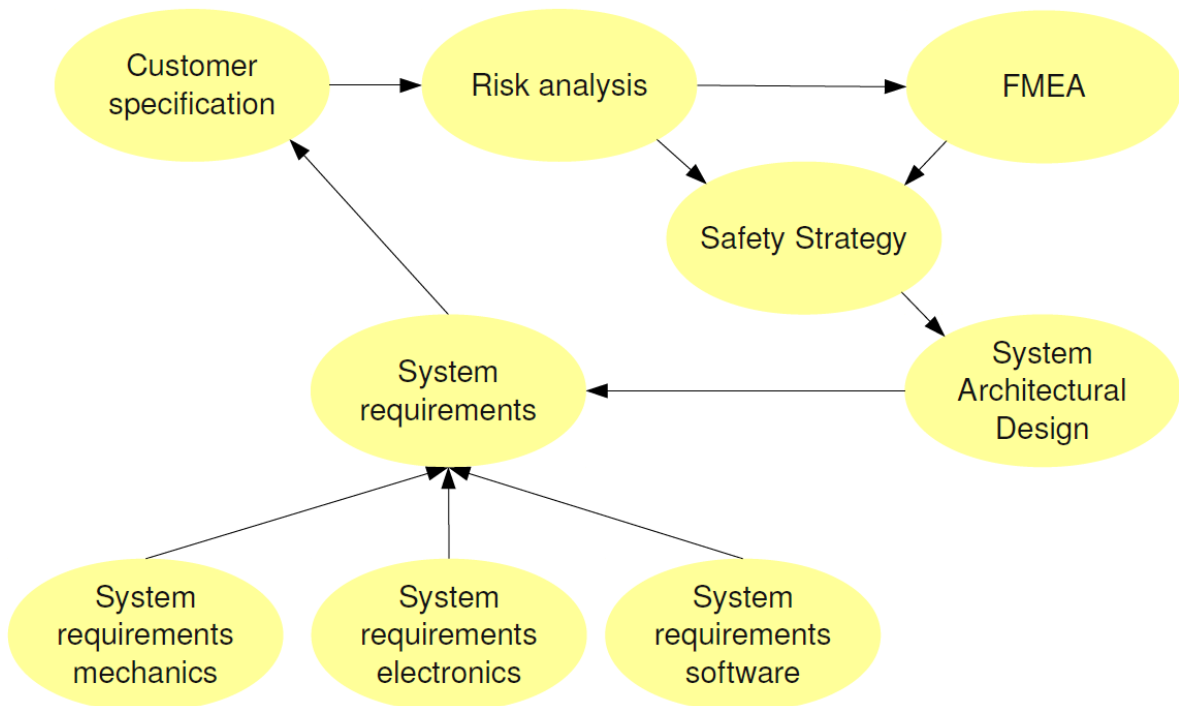 Customer
specification
Risk analysis
FMEA
Safety Strategy
System
requirements
System
Architectural
Design
System
requirements
mechanics
System
requirements
electronics
System
requirements
software